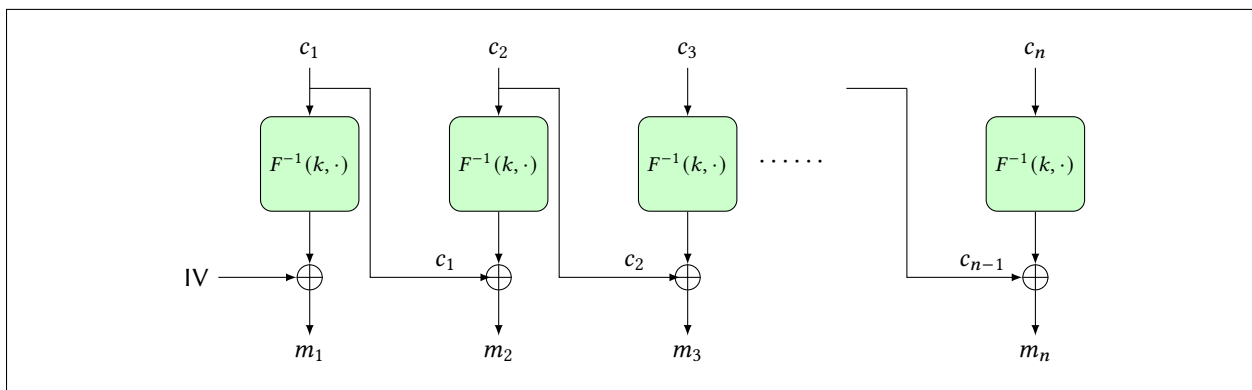 c₁ c₂ c₃ cₙ
F⁻¹(k, ·) F⁻¹(k, ·) F⁻¹(k, ·) ...... F⁻¹(k, ·)
IV c₁ c₂ cₙ₋₁
m₁ m₂ m₃ mₙ